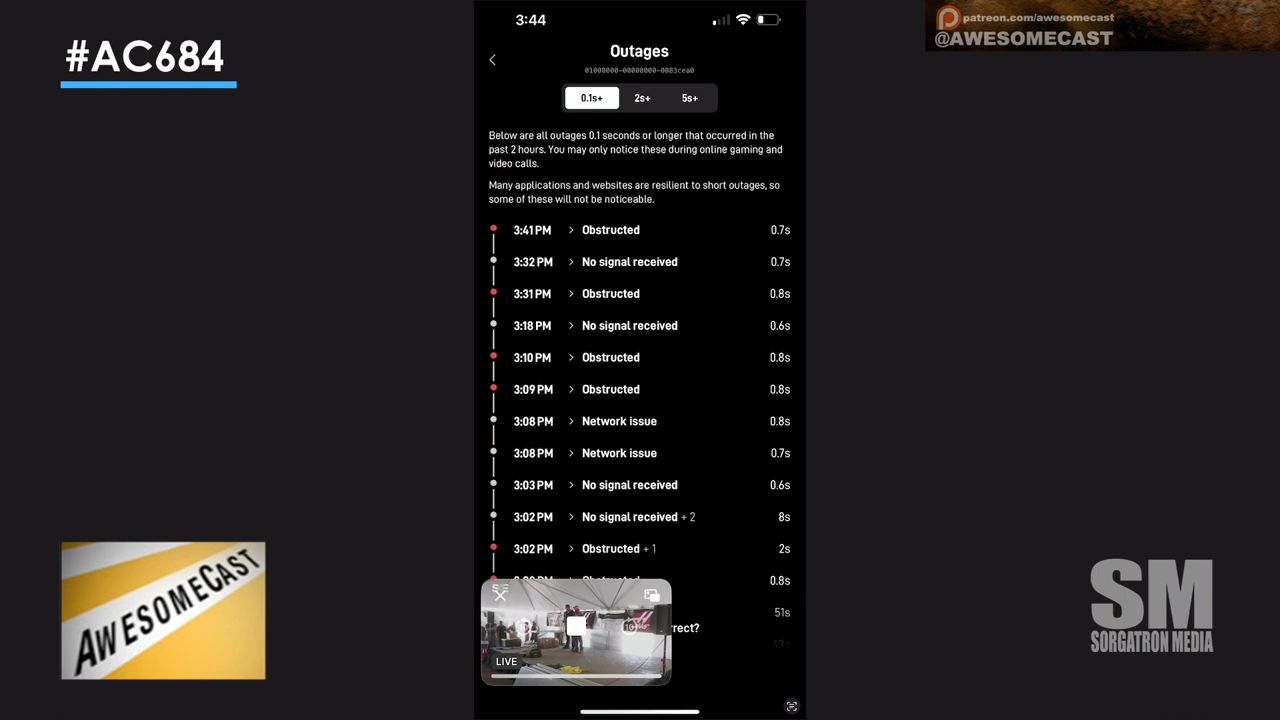 #AC684
patreon.com/awesomecast
@AWESOMECAST
3:44
Outages
01000000-00000000-0083cea0
0.1s+
2s+
5s+
Below are all outages 0.1 seconds or longer that occurred in the
past 2 hours. You may only notice these during online gaming and
video calls.
Many applications and websites are resilient to short outages, so
some of these will not be noticeable.
3:41 PM > Obstructed 0.7s
3:32 PM > No signal received 0.7s
3:31 PM > Obstructed 0.8s
3:18 PM > No signal received 0.6s
3:10 PM > Obstructed 0.8s
3:09 PM > Obstructed 0.8s
3:08 PM > Network issue 0.8s
3:08 PM > Network issue 0.7s
3:03 PM > No signal received 0.6s
3:02 PM > No signal received + 2 8s
3:02 PM > Obstructed + 1 2s
0.8s
51s
rrect?
43s
LIVE
AWESOMECAST
SM
SORGATRON MEDIA